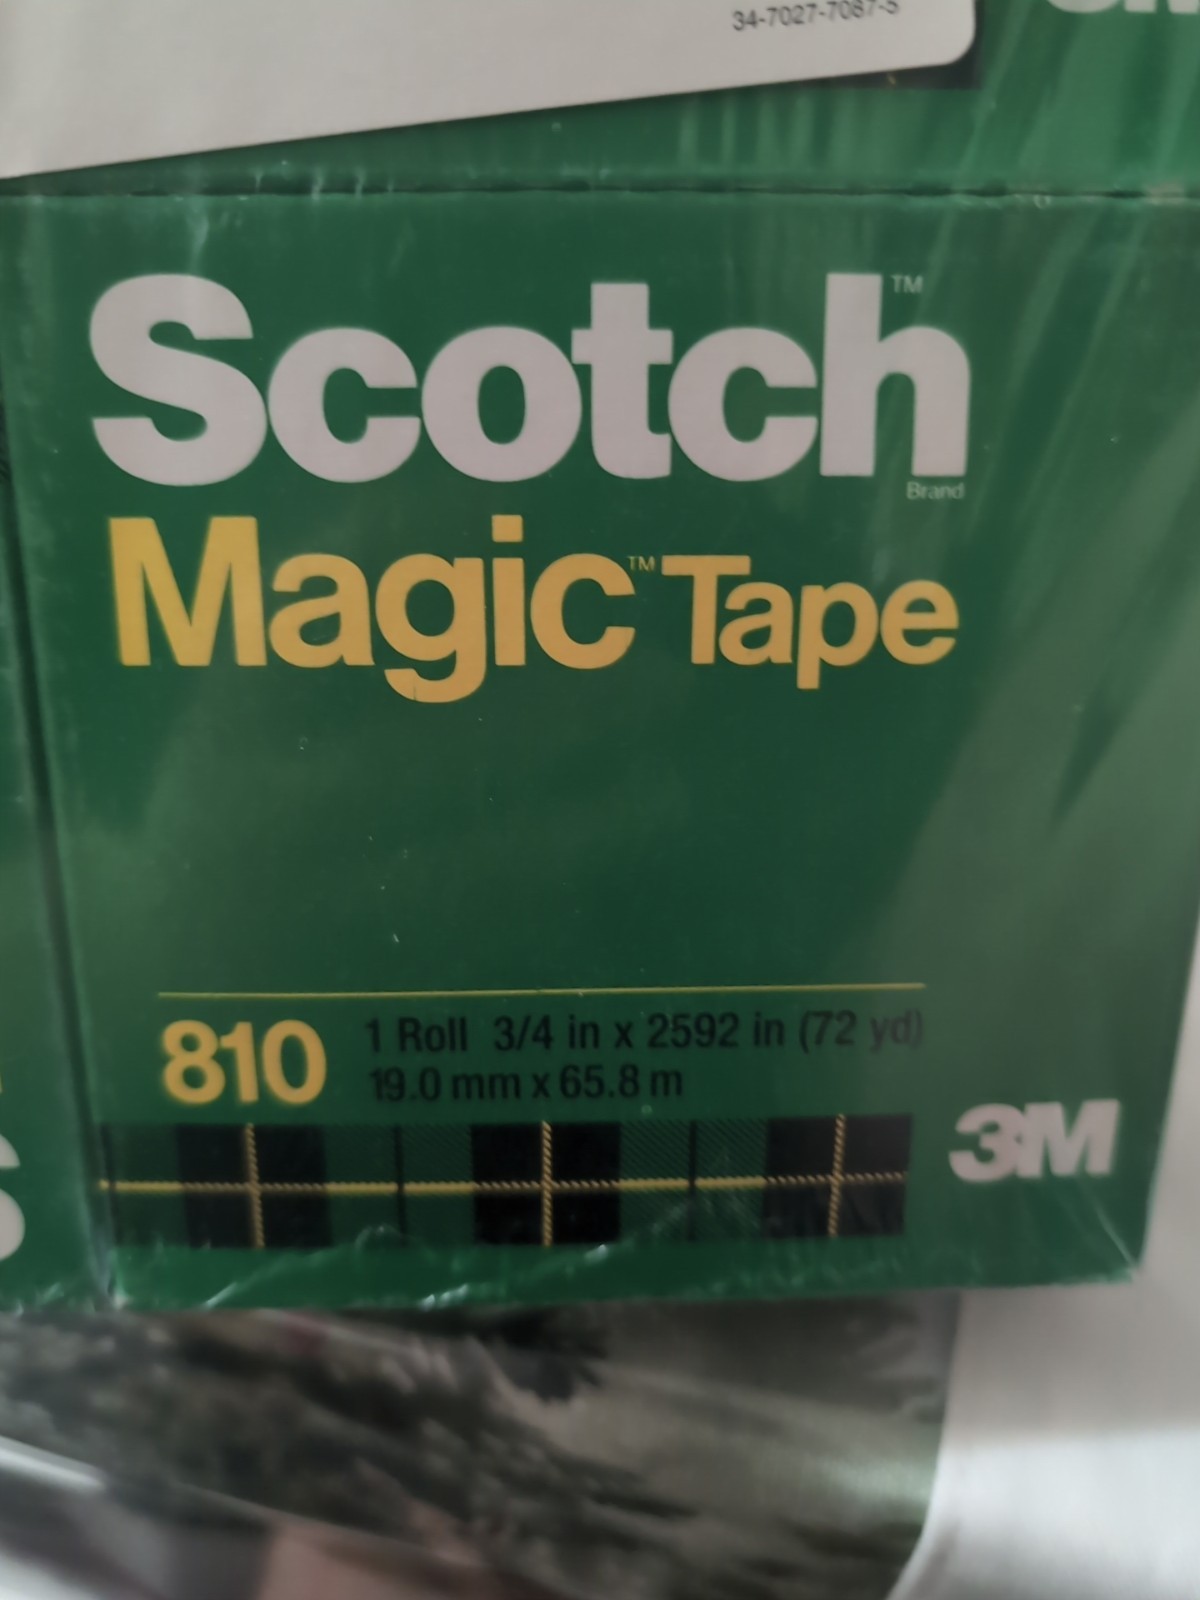 34-7027-7087-5
Scotch™
Brand
Magic™ Tape
810
1 Roll 3/4 in x 2592 in (72 yd)
19.0 mm x 65.8 m
3M